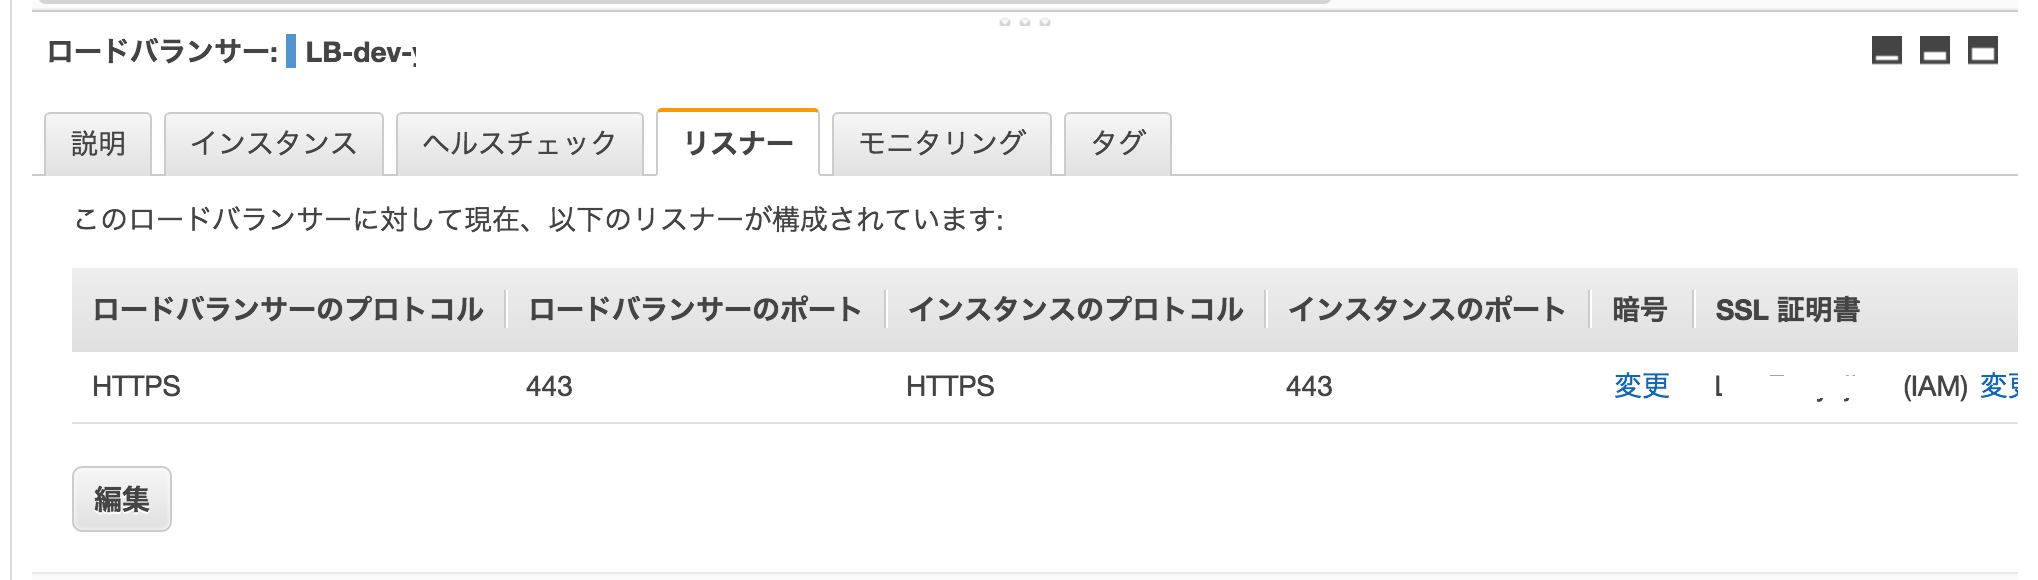 ロードバランサー: LB-dev-
説明 インスタンス ヘルスチェック リスナー モニタリング タグ
このロードバランサーに対して現在、以下のリスナーが構成されています:
ロードバランサーのプロトコル ロードバランサーのポート インスタンスのプロトコル インスタンスのポート 暗号 SSL 証明書
HTTPS 443 HTTPS 443 変更 (IAM) 変更
編集